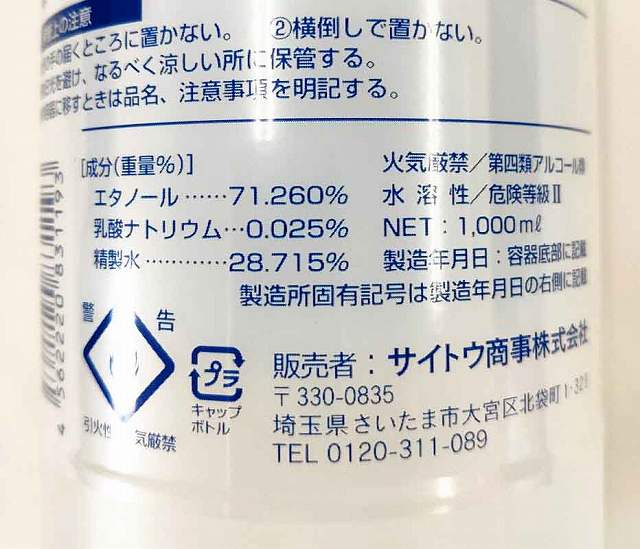 上の注意
の届くところに置かない。 ②横倒しで置かない。
を避け、なるべく涼しい所に保管する。
に移すときは品名、注意事項を明記する。
[成分(重量%)]
エタノール……71.260%
乳酸ナトリウム…0.025%
精製水…………28.715%
火気厳禁／第四類アルコール類
水溶性／危険等級Ⅱ
NET：1,000mℓ
製造年月日：容器底部に記載
製造所固有記号は製造年月日の右側に記載
警告
引火性 気厳禁
プラ
キャップ
ボトル
販売者：サイトウ商事株式会社
〒330-0835
埼玉県さいたま市大宮区北袋町1-32
TEL 0120-311-089
4 562220 831193